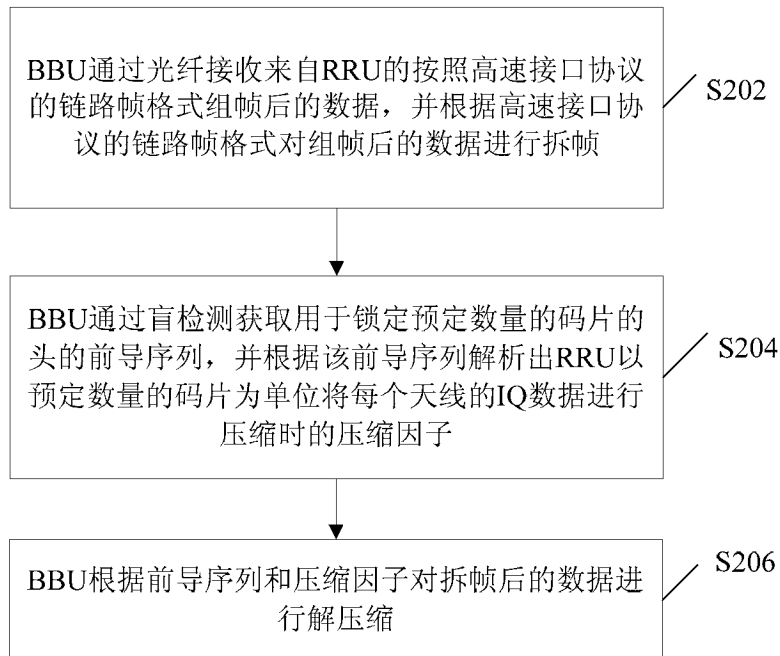 BBU通过光纤接收来自RRU的按照高速接口协议
的链路帧格式组帧后的数据，并根据高速接口协
议的链路帧格式对组帧后的数据进行拆帧
S202
BBU通过盲检测获取用于锁定预定数量的码片的
头的前导序列，并根据该前导序列解析出RRU以
预定数量的码片为单位将每个天线的IQ数据进行
压缩时的压缩因子
S204
BBU根据前导序列和压缩因子对拆帧后的数据进
行解压缩
S206